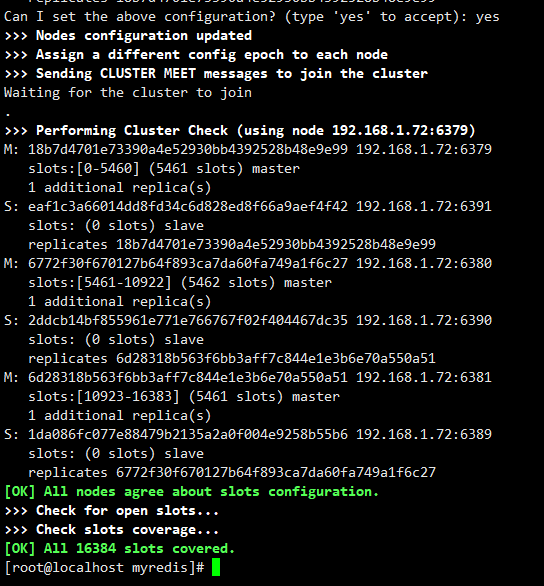 Can I set the above configuration? (type 'yes' to accept): yes
>>> Nodes configuration updated
>>> Assign a different config epoch to each node
>>> Sending CLUSTER MEET messages to join the cluster
Waiting for the cluster to join
.
>>> Performing Cluster Check (using node 192.168.1.72:6379)
M: 18b7d4701e73390a4e52930bb4392528b48e9e99 192.168.1.72:6379
   slots:[0-5460] (5461 slots) master
   1 additional replica(s)
S: eaf1c3a66014dd8fd34c6d828ed8f66a9aef4f42 192.168.1.72:6391
   slots: (0 slots) slave
   replicates 18b7d4701e73390a4e52930bb4392528b48e9e99
M: 6772f30f670127b64f893ca7da60fa749a1f6c27 192.168.1.72:6380
   slots:[5461-10922] (5462 slots) master
   1 additional replica(s)
S: 2ddcb14bf855961e771e766767f02f404467dc35 192.168.1.72:6390
   slots: (0 slots) slave
   replicates 6d28318b563f6bb3aff7c844e1e3b6e70a550a51
M: 6d28318b563f6bb3aff7c844e1e3b6e70a550a51 192.168.1.72:6381
   slots:[10923-16383] (5461 slots) master
   1 additional replica(s)
S: 1da086fc077e88479b2135a2a0f004e9258b55b6 192.168.1.72:6389
   slots: (0 slots) slave
   replicates 6772f30f670127b64f893ca7da60fa749a1f6c27
[OK] All nodes agree about slots configuration.
>>> Check for open slots...
>>> Check slots coverage...
[OK] All 16384 slots covered.
[root@localhost myredis]#